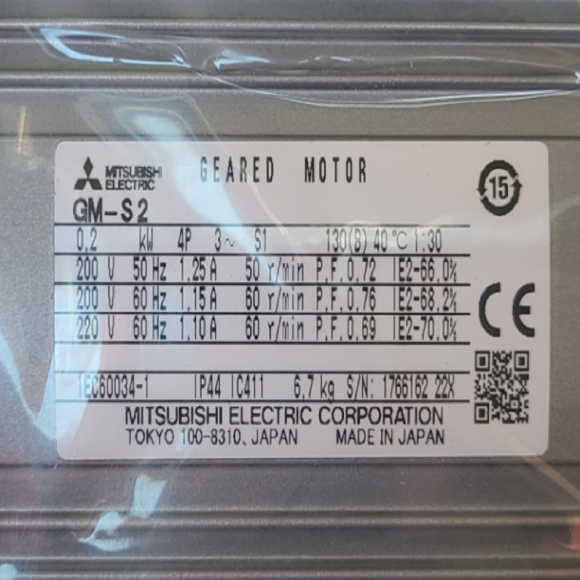 MITSUBISHI ELECTRIC GEARED MOTOR
15
GM-S2
0.2 kW 4P 3~ S1 130(B) 40 ℃ 1:30
200 V 50 Hz 1.25 A 50 r/min P.F. 0.72 IE2-66.0%
200 V 60 Hz 1.15 A 60 r/min P.F. 0.76 IE2-68.2%
220 V 60 Hz 1.10 A 60 r/min P.F. 0.69 IE2-70.0%
CE
IEC60034-1 IP44 IC411 6.7 kg S/N: 1766162 22X
MITSUBISHI ELECTRIC CORPORATION
TOKYO 100-8310, JAPAN MADE IN JAPAN